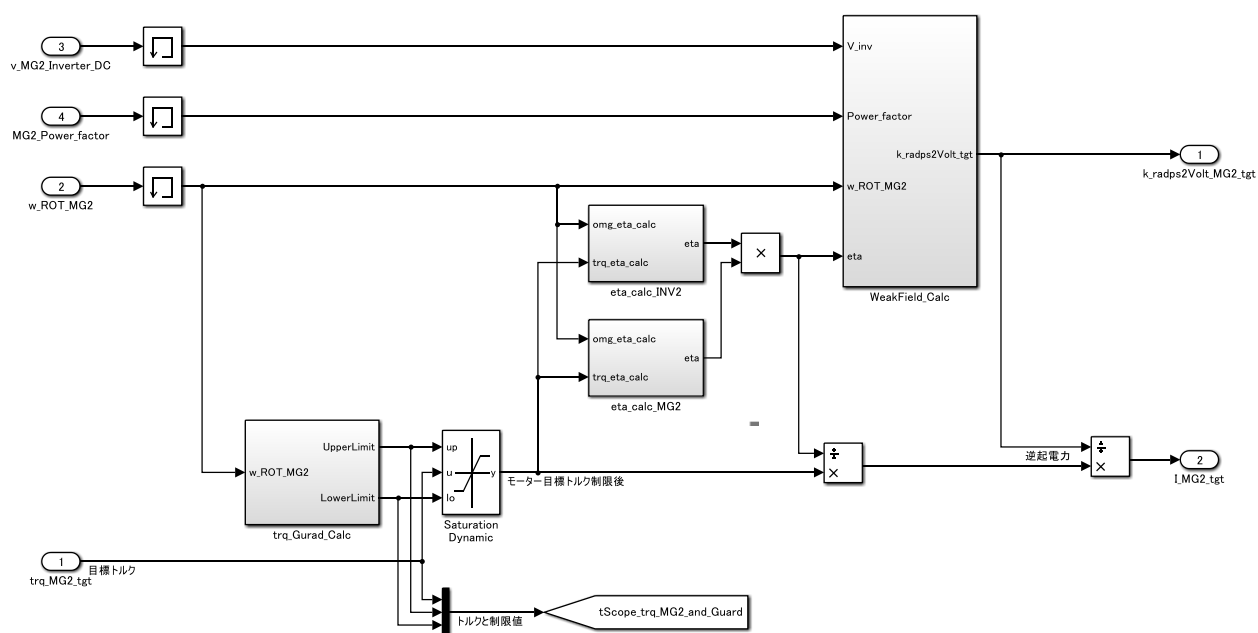 3
v_MG2_Inverter_DC
V_inv
4
MG2_Power_factor
Power_factor
k_radps2Volt_tgt
1
k_radps2Volt_MG2_tgt
2
w_ROT_MG2
w_ROT_MG2
omg_eta_calc
eta
trq_eta_calc
eta_calc_INV2
×
eta
WeakField_Calc
omg_eta_calc
eta
trq_eta_calc
eta_calc_MG2
UpperLimit
w_ROT_MG2
LowerLimit
trq_Gurad_Calc
up
u
y
lo
Saturation
Dynamic
モーター目標トルク制限後
÷
×
逆起電力
÷
×
2
I_MG2_tgt
1
目標トルク
trq_MG2_tgt
トルクと制限値
tScope_trq_MG2_and_Guard